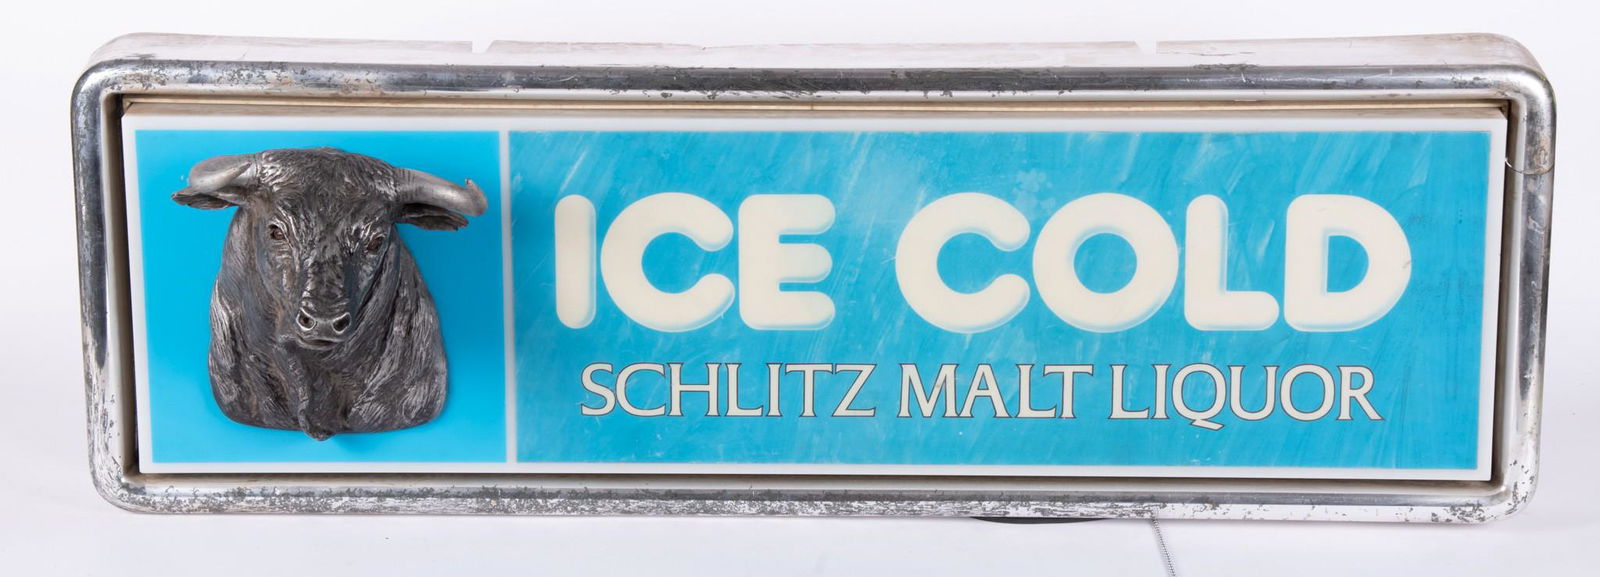 ICE COLD
SCHLITZ MALT LIQUOR